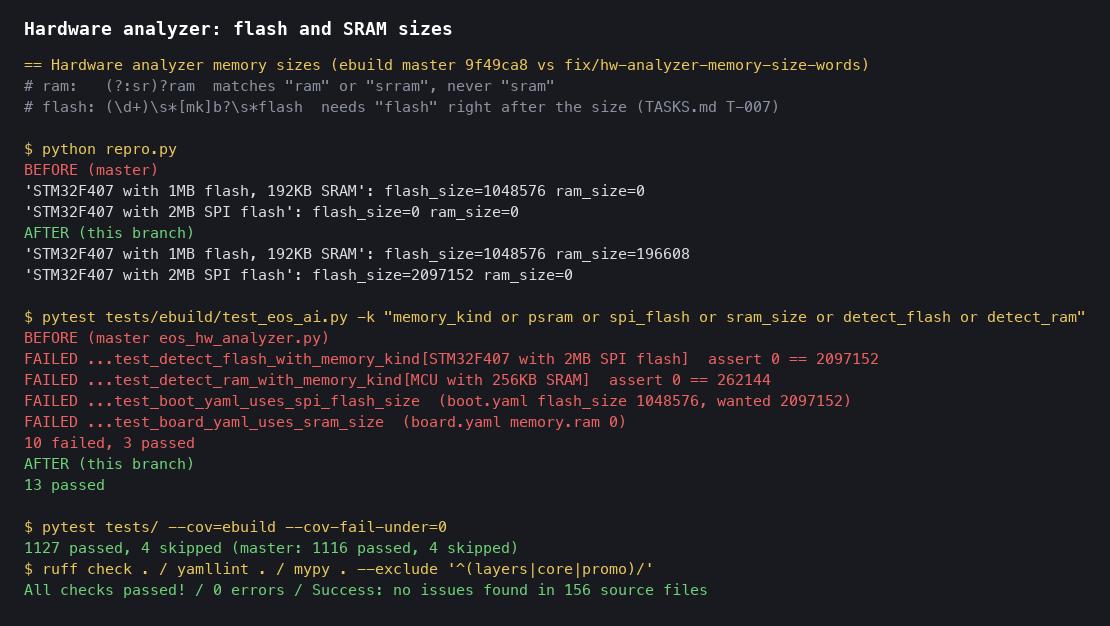 Hardware analyzer: flash and SRAM sizes
== Hardware analyzer memory sizes (ebuild master 9f49ca8 vs fix/hw-analyzer-memory-size-words)
# ram:   (?:sr)?ram  matches "ram" or "srram", never "sram"
# flash: (\d+)\s*[mk]b?\s*flash  needs "flash" right after the size (TASKS.md T-007)
$ python repro.py
BEFORE (master)
'STM32F407 with 1MB flash, 192KB SRAM': flash_size=1048576 ram_size=0
'STM32F407 with 2MB SPI flash': flash_size=0 ram_size=0
AFTER (this branch)
'STM32F407 with 1MB flash, 192KB SRAM': flash_size=1048576 ram_size=196608
'STM32F407 with 2MB SPI flash': flash_size=2097152 ram_size=0
$ pytest tests/ebuild/test_eos_ai.py -k "memory_kind or psram or spi_flash or sram_size or detect_flash or detect_ram"
BEFORE (master eos_hw_analyzer.py)
FAILED ...test_detect_flash_with_memory_kind[STM32F407 with 2MB SPI flash]  assert 0 == 2097152
FAILED ...test_detect_ram_with_memory_kind[MCU with 256KB SRAM]  assert 0 == 262144
FAILED ...test_boot_yaml_uses_spi_flash_size  (boot.yaml flash_size 1048576, wanted 2097152)
FAILED ...test_board_yaml_uses_sram_size  (board.yaml memory.ram 0)
10 failed, 3 passed
AFTER (this branch)
13 passed
$ pytest tests/ --cov=ebuild --cov-fail-under=0
1127 passed, 4 skipped (master: 1116 passed, 4 skipped)
$ ruff check . / yamllint . / mypy . --exclude '^(layers|core|promo)/'
All checks passed! / 0 errors / Success: no issues found in 156 source files